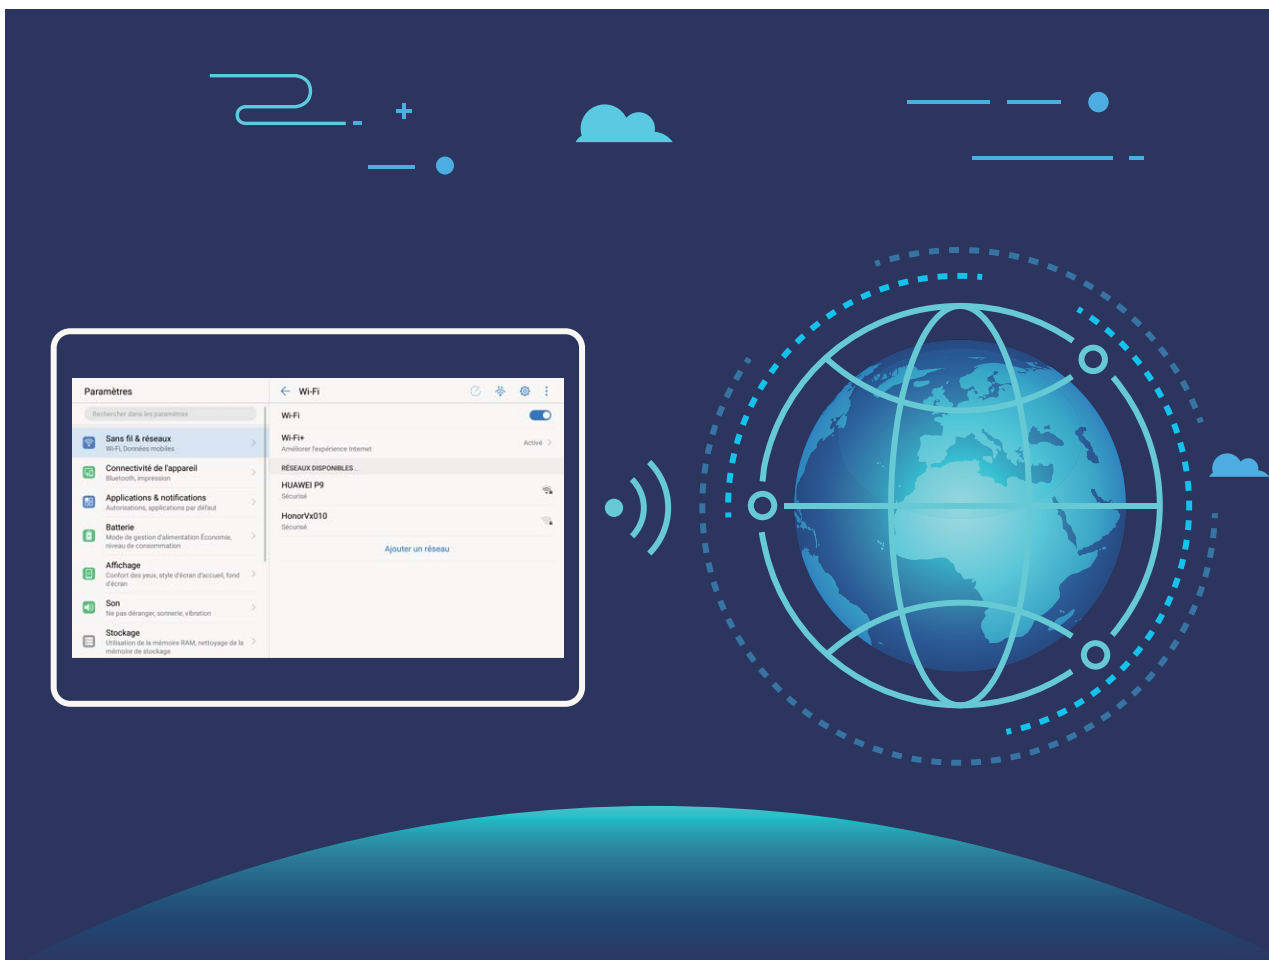 Paramètres
Rechercher dans les paramètres
Sans fil & réseaux
Wi-Fi, Données mobiles
Connectivité de l'appareil
Bluetooth, impression
Applications & notifications
Autorisations, applications par défaut
Batterie
Mode de gestion d'alimentation Économie,
niveau de consommation
Affichage
Confort des yeux, style d'écran d'accueil, fond
d'écran
Son
Ne pas déranger, sonnerie, vibration
Stockage
Utilisation de la mémoire RAM, nettoyage de la
mémoire de stockage
Wi-Fi
Wi-Fi
Wi-Fi+
Améliorer l'expérience Internet
Activé
RÉSEAUX DISPONIBLES
HUAWEI P9
Sécurisé
HonorVx010
Sécurisé
Ajouter un réseau